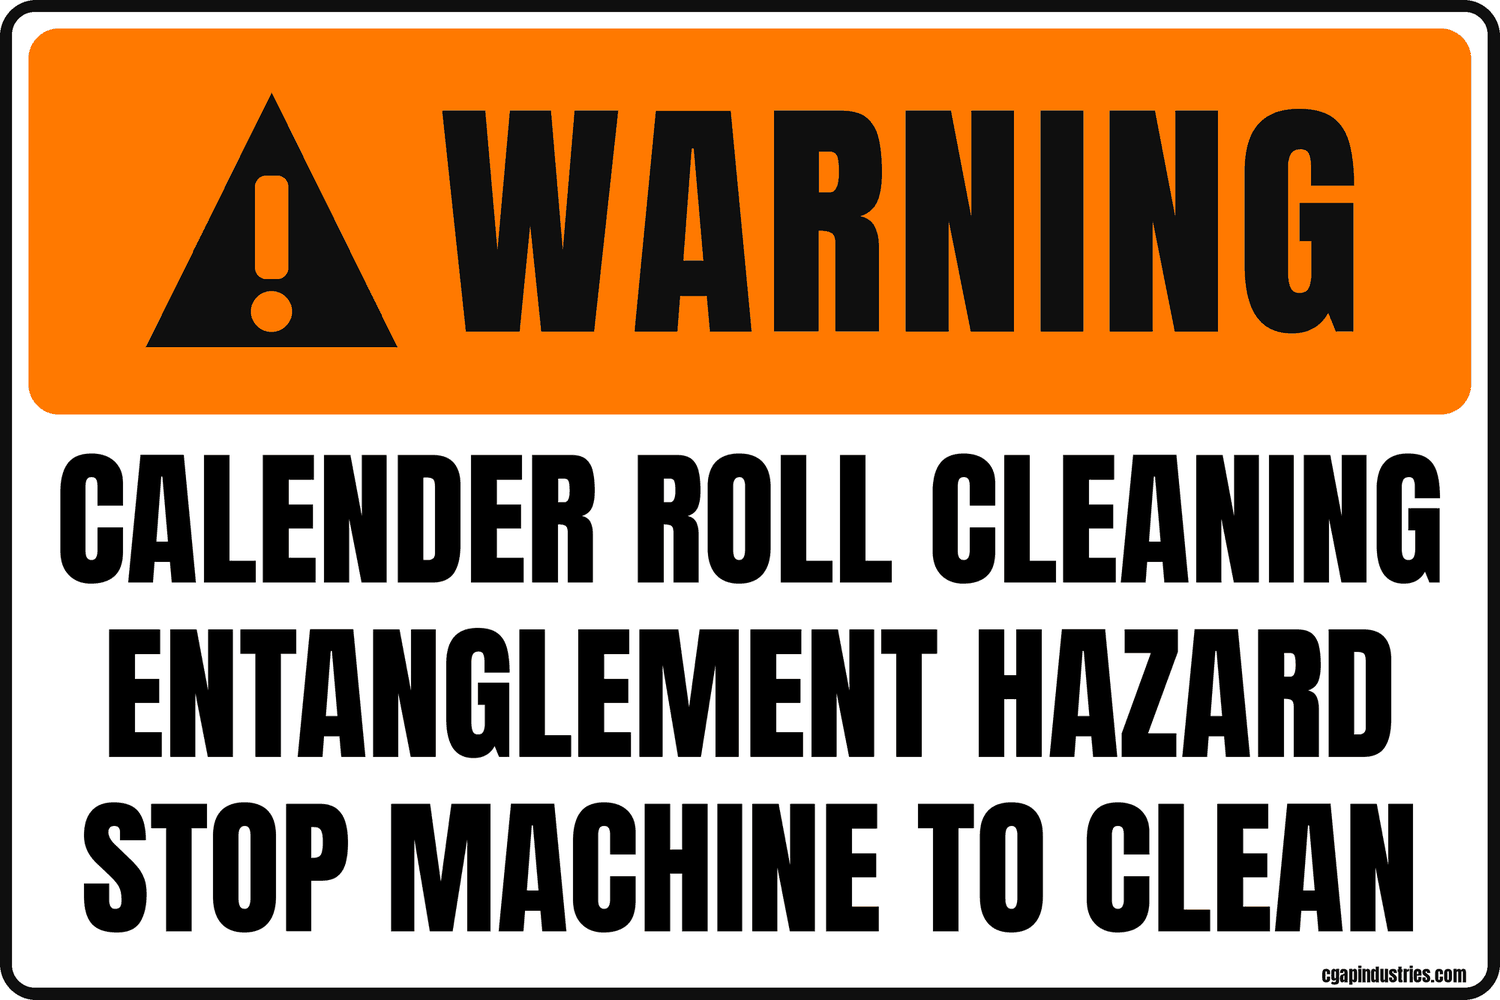 WARNING
CALENDER ROLL CLEANING
ENTANGLEMENT HAZARD
STOP MACHINE TO CLEAN
cgapindustries.com